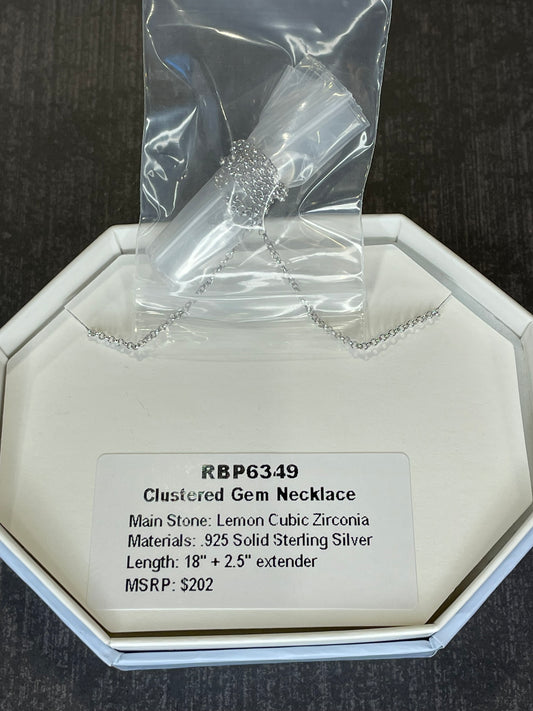 RBP6349
Clustered Gem Necklace
Main Stone: Lemon Cubic Zirconia
Materials: .925 Solid Sterling Silver
Length: 18" + 2.5" extender
MSRP: $202